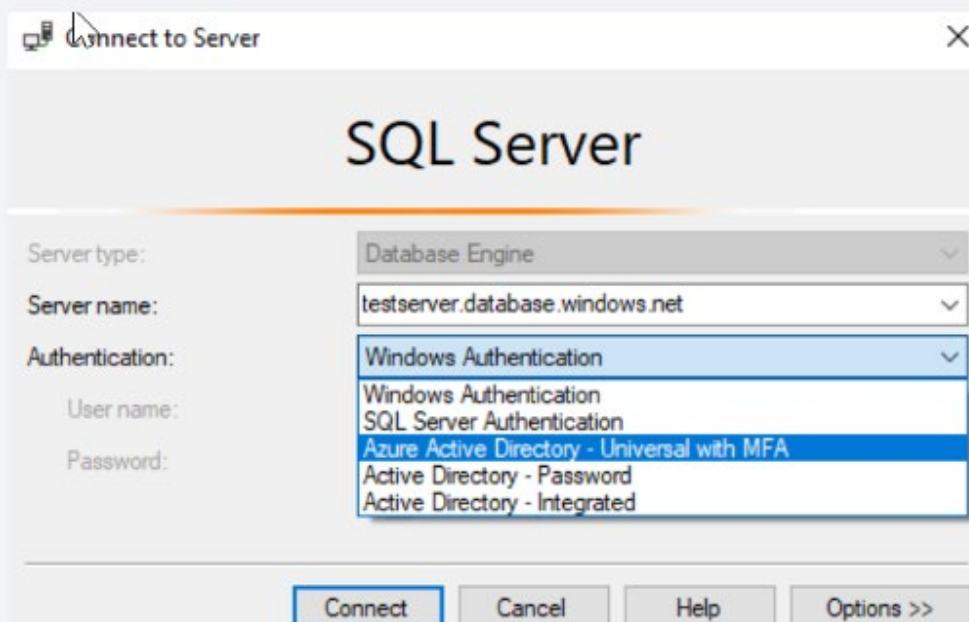 Connect to Server
SQL Server
Server type: Database Engine
Server name: testserver.database.windows.net
Authentication: Windows Authentication
Windows Authentication
User name: SQL Server Authentication
Azure Active Directory - Universal with MFA
Password: Active Directory - Password
Active Directory - Integrated
Connect Cancel Help Options >>